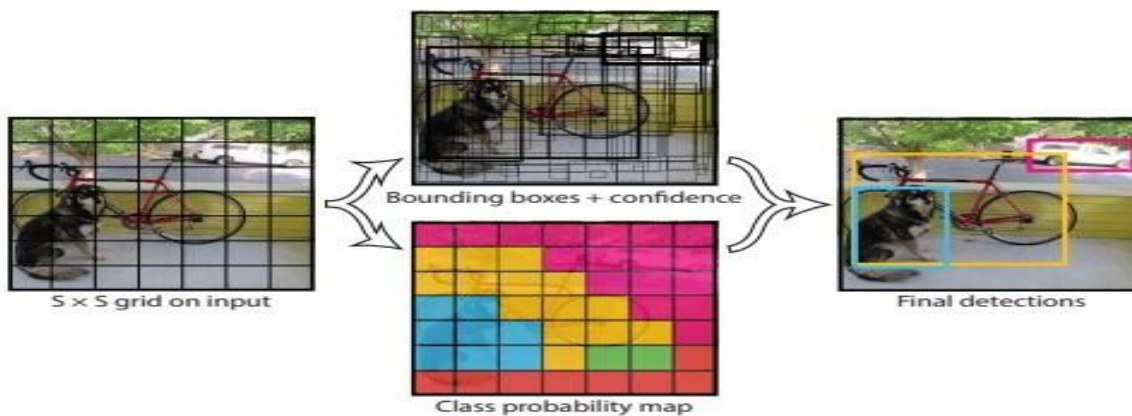 Bounding boxes + confidence
S × S grid on input
Final detections
Class probability map